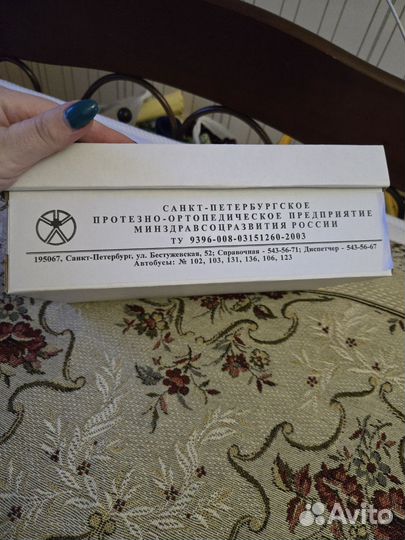 САНКТ-ПЕТЕРБУРГСКОЕ
ПРОТЕЗНО-ОРТОПЕДИЧЕСКОЕ ПРЕДПРИЯТИЕ
МИНЗДРАВСОЦРАЗВИТИЯ РОССИИ
ТУ 9396-008-03151260-2003
195067, Санкт-Петербург, ул. Бестужевская, 52; Справочная - 543-56-71; Диспетчер - 543-56-67
Автобусы: № 102, 103, 131, 136, 106, 123
Avito